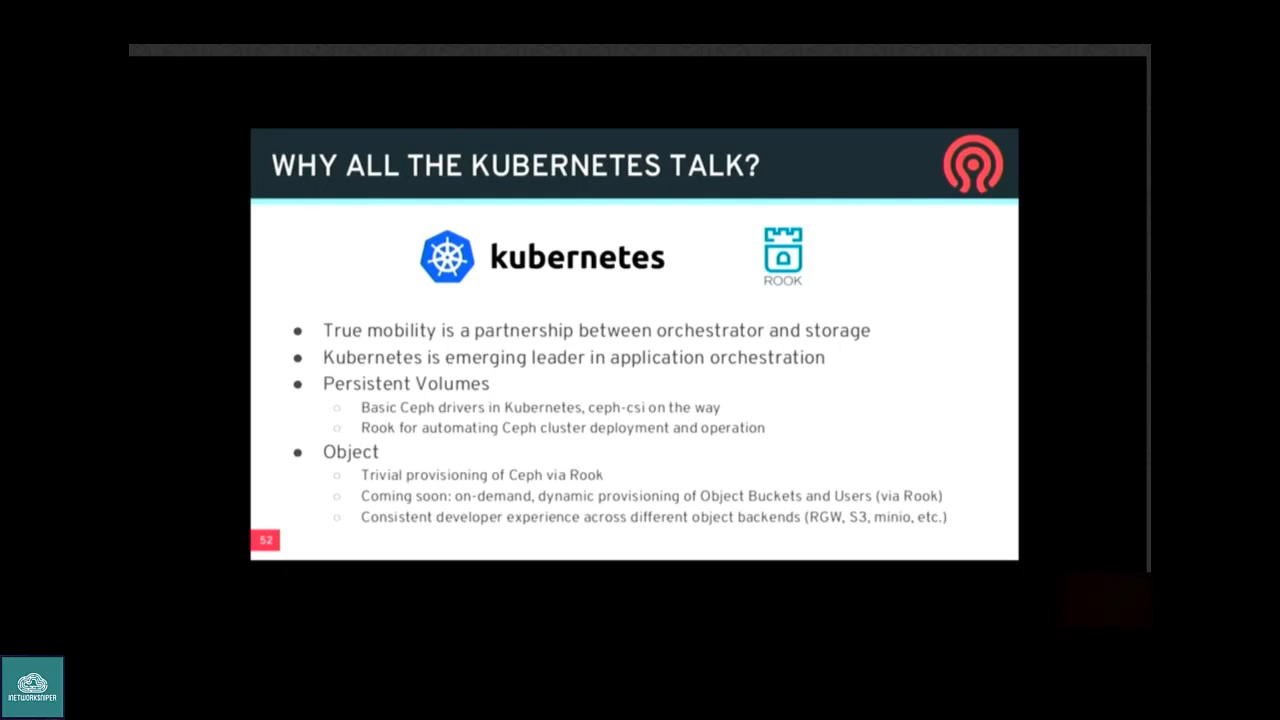 WHY ALL THE KUBERNETES TALK?
kubernetes
ROOK
● True mobility is a partnership between orchestrator and storage
● Kubernetes is emerging leader in application orchestration
● Persistent Volumes
○ Basic Ceph drivers in Kubernetes, ceph-csi on the way
○ Rook for automating Ceph cluster deployment and operation
● Object
○ Trivial provisioning of Ceph via Rook
○ Coming soon: on-demand, dynamic provisioning of Object Buckets and Users (via Rook)
○ Consistent developer experience across different object backends (RGW, S3, minio, etc.)
52
INETWORKSNIPER